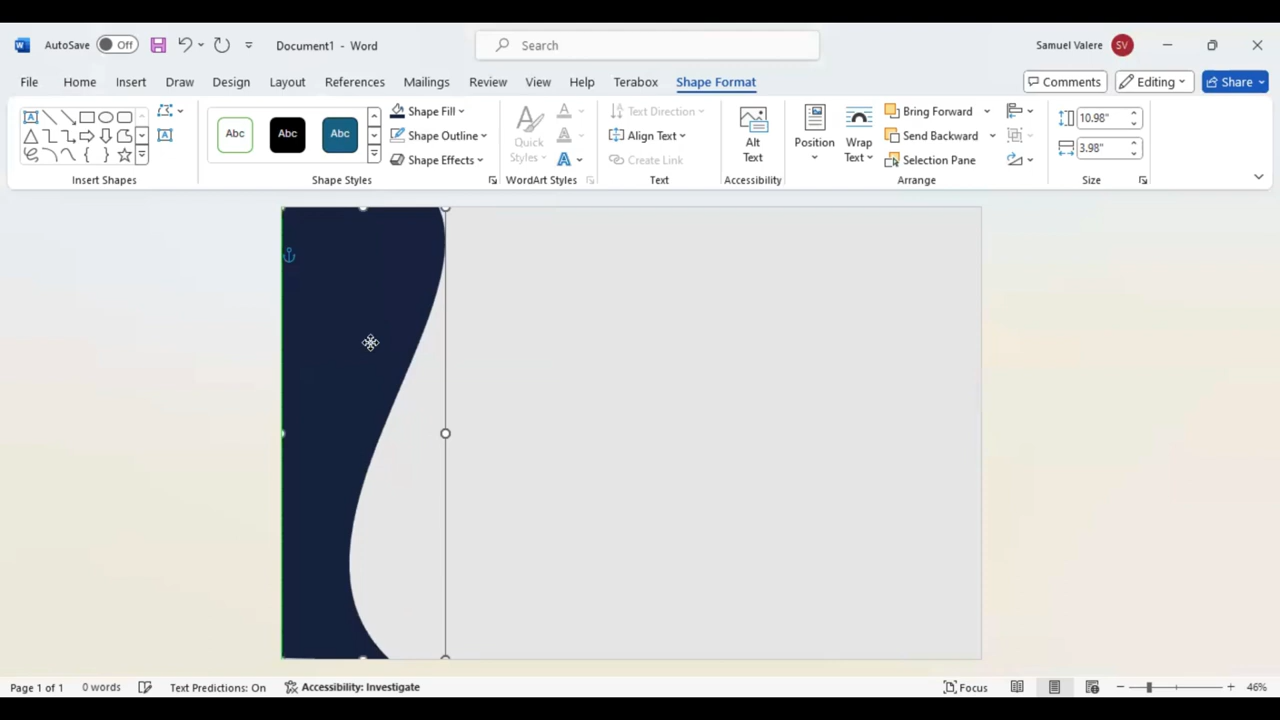 AutoSave Off Document1 - Word Search Samuel Valere SV
File Home Insert Draw Design Layout References Mailings Review View Help Terabox Shape Format Comments Editing Share
Abc Abc Abc
Shape Fill
Shape Outline
Shape Effects
Quick
Styles
Text Direction
Align Text
Create Link
Alt
Text
Position
Wrap
Text
Bring Forward
Send Backward
Selection Pane
10.98"
3.98"
Insert Shapes Shape Styles WordArt Styles Text Accessibility Arrange Size
Page 1 of 1 0 words Text Predictions: On Accessibility: Investigate Focus 46%